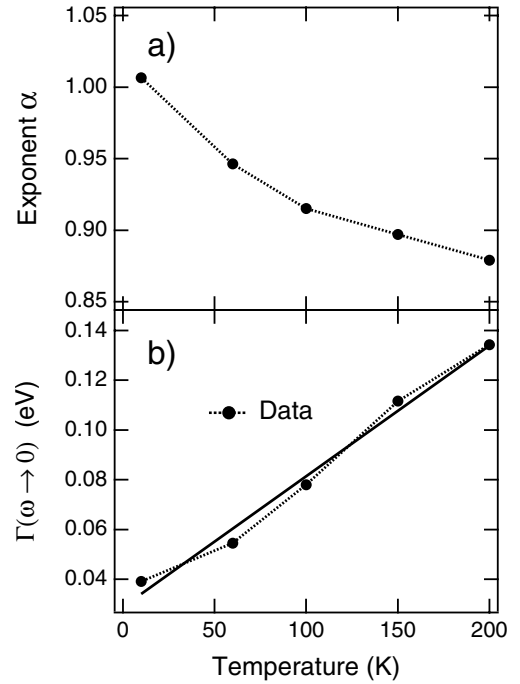 1.05
a)
1.00
0.95
0.90
0.85
Exponent α
0.14
b)
0.12
Data
0.10
0.08
0.06
0.04
Γ(ω→0) (eV)
0 50 100 150 200
Temperature (K)